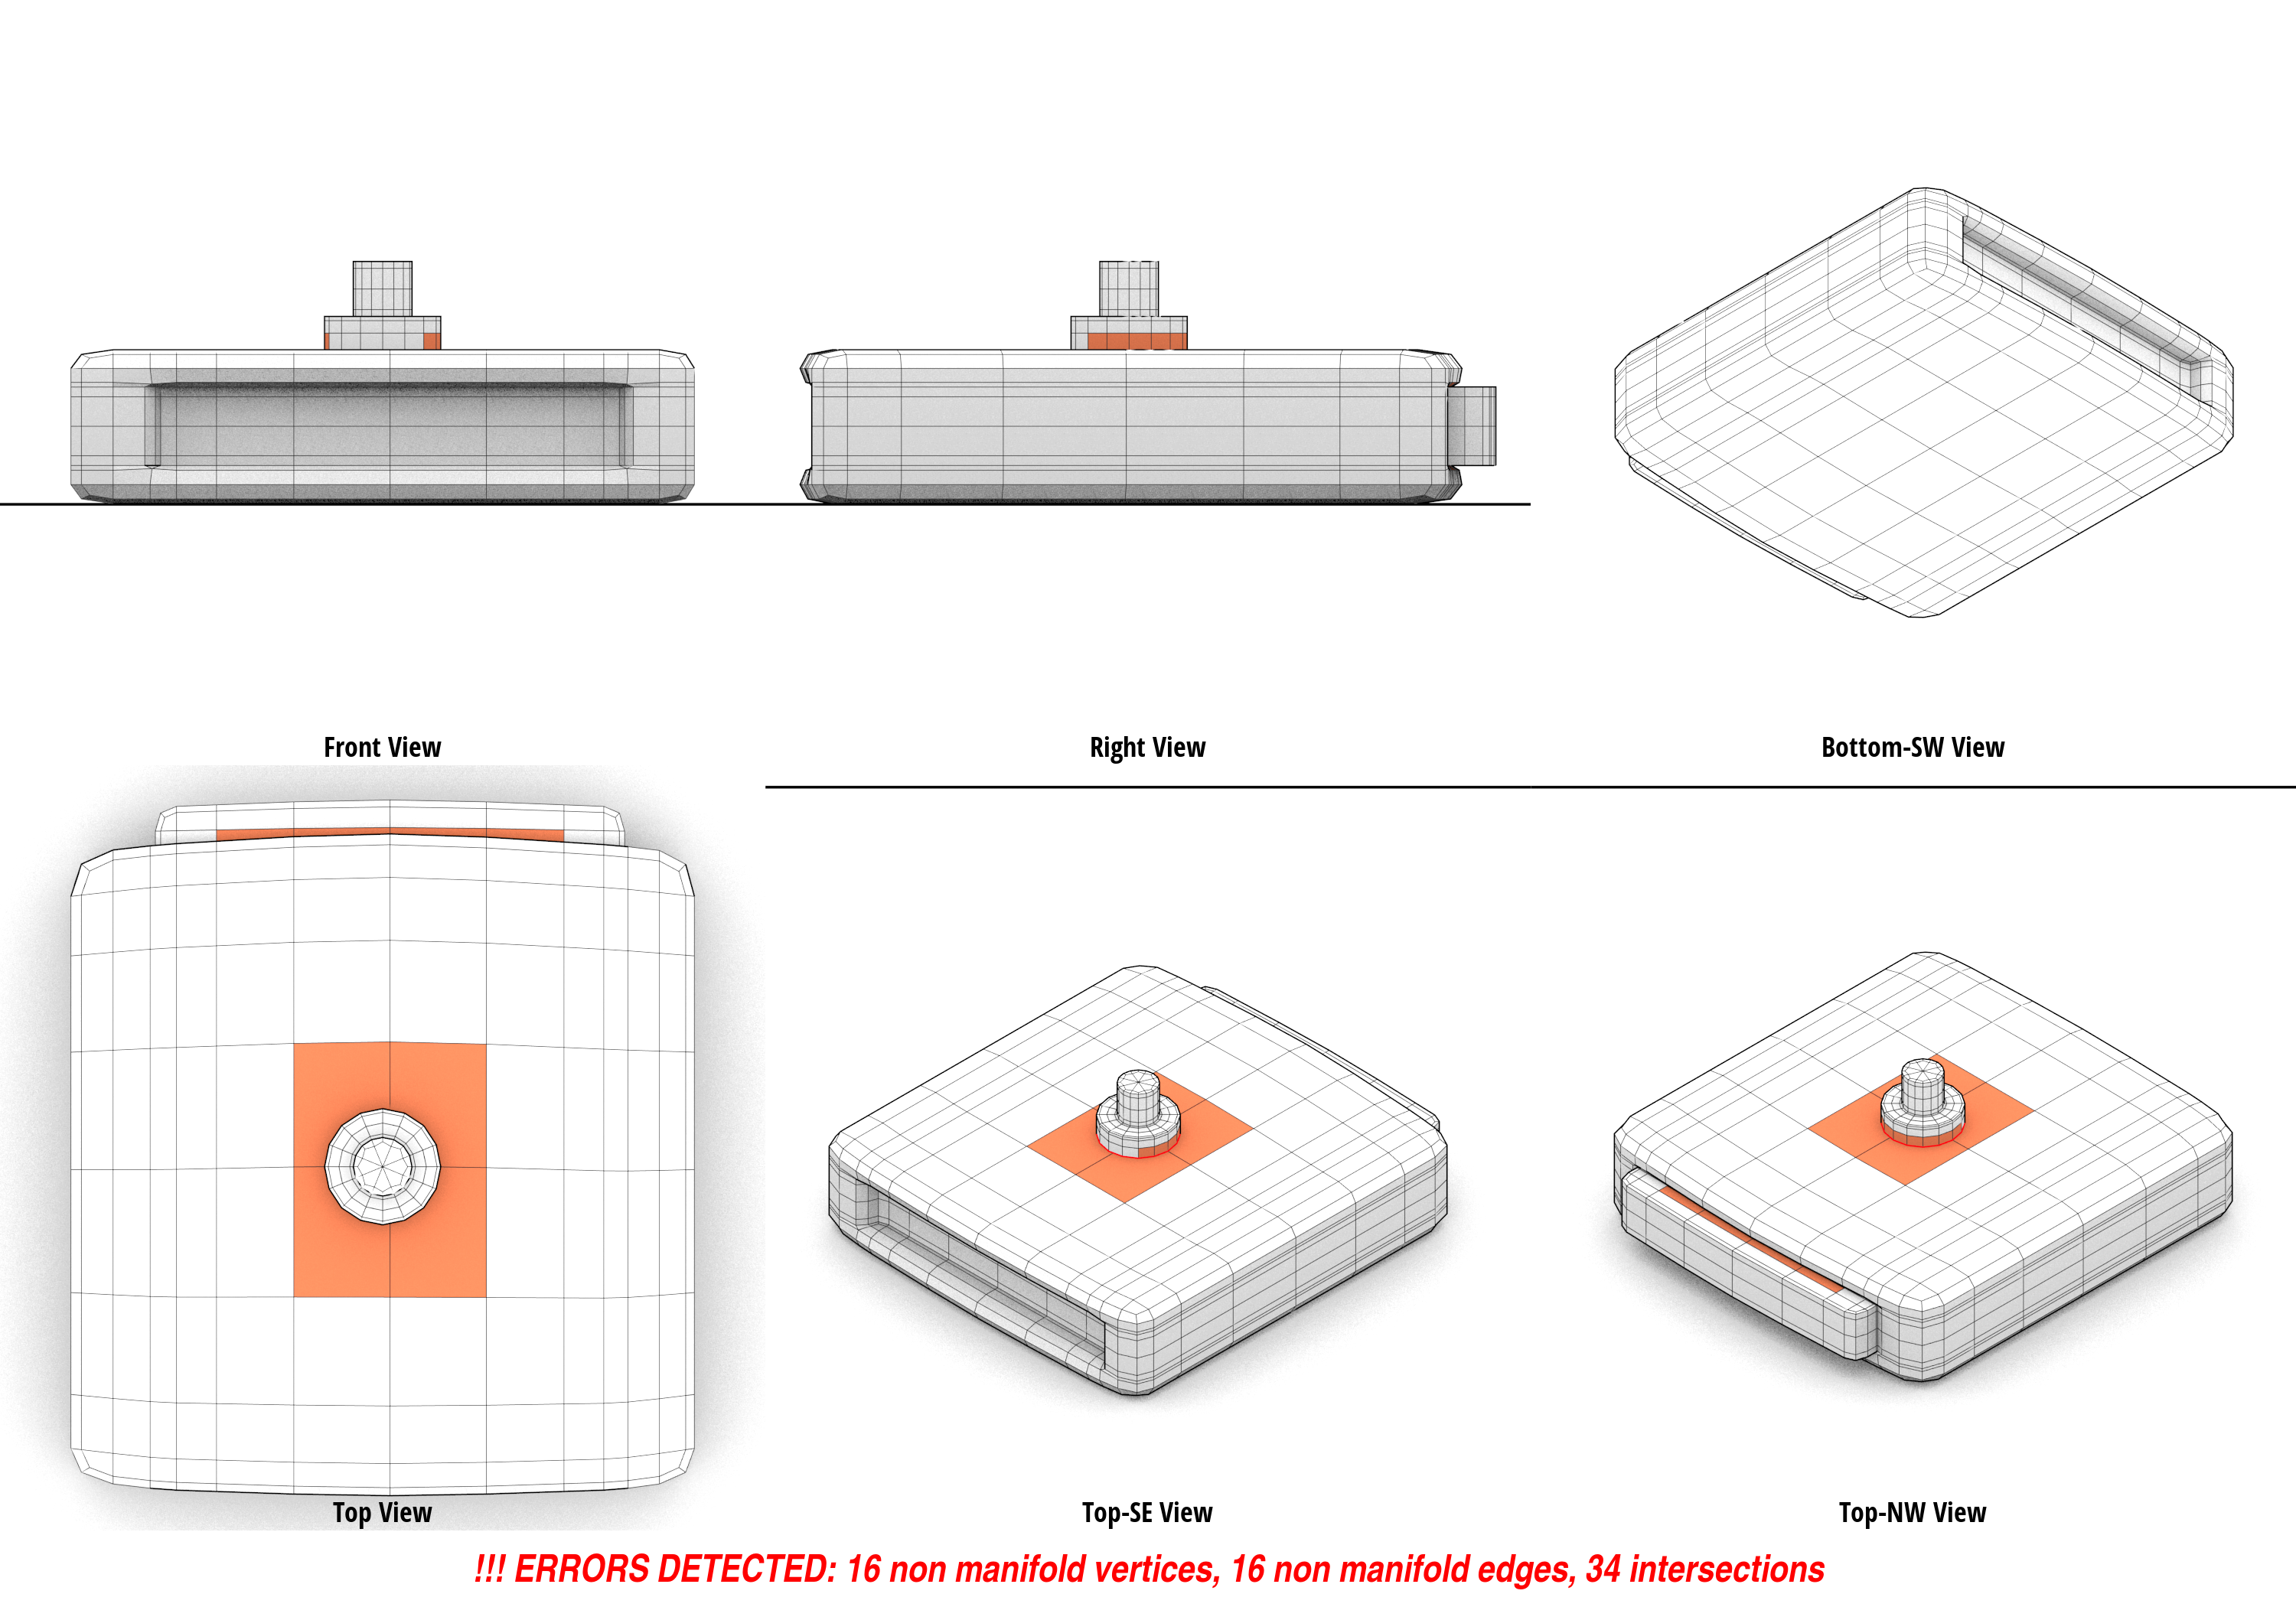 Front View
Right View
Bottom-SW View
Top View
Top-SE View
Top-NW View
!!! ERRORS DETECTED: 16 non manifold vertices, 16 non manifold edges, 34 intersections